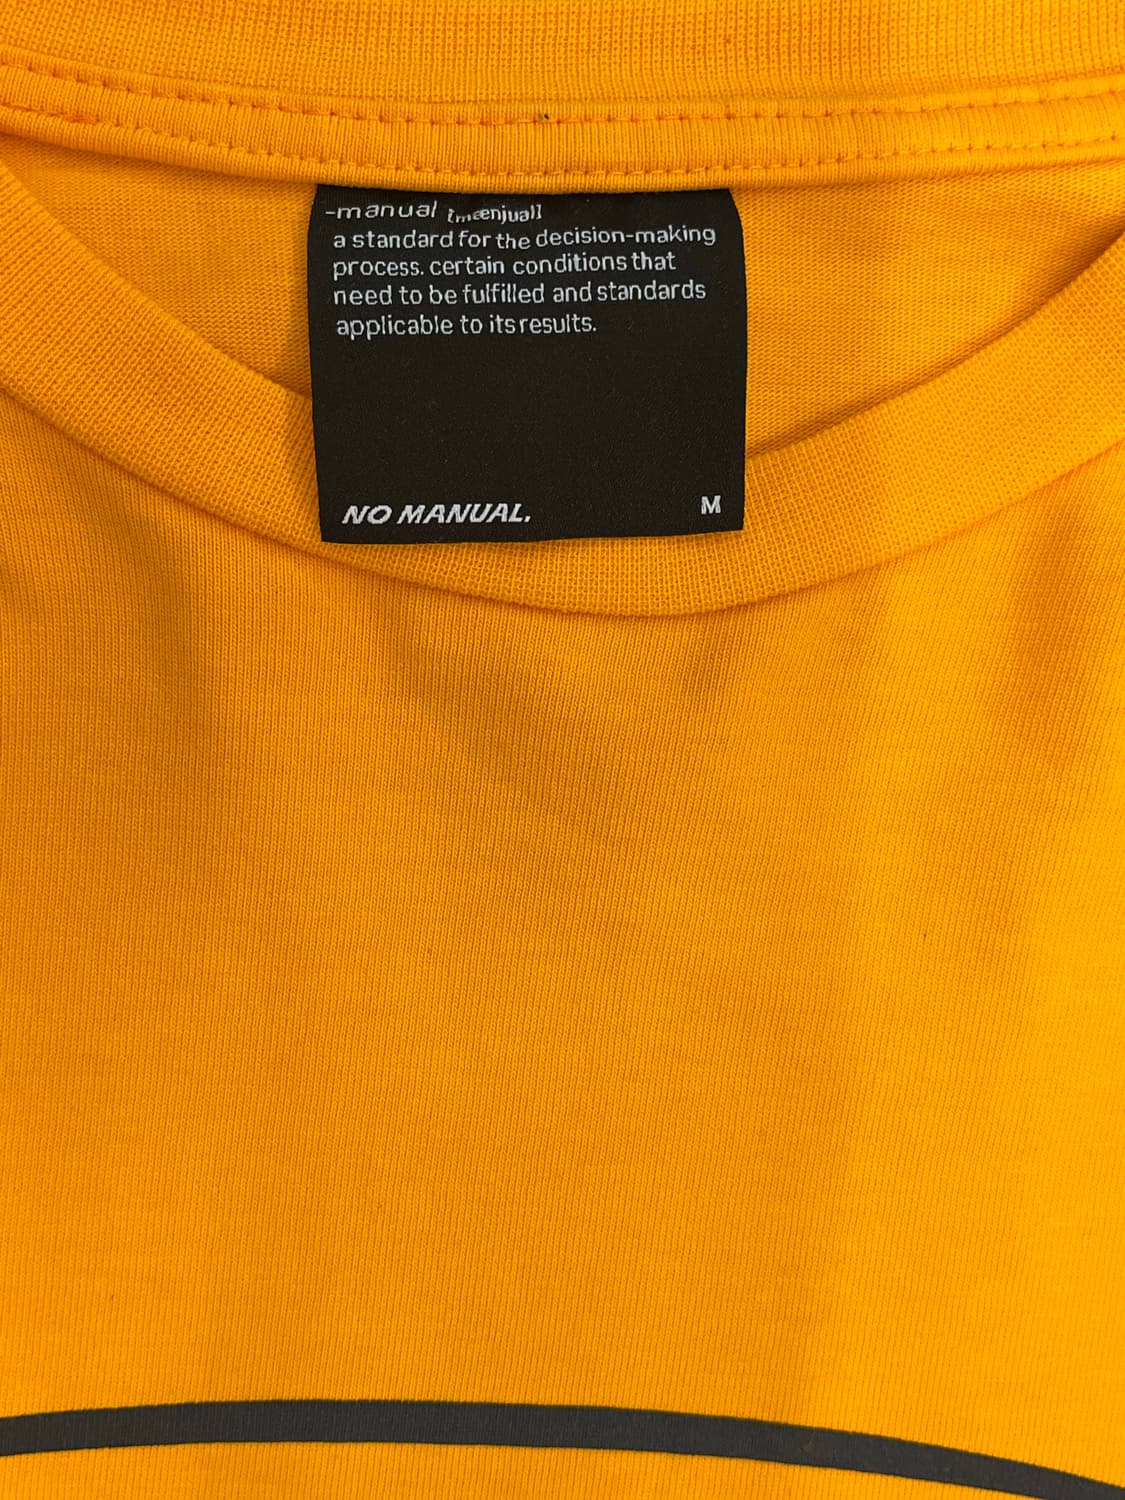 -manual [mænjuəl]
a standard for the decision-making
process. certain conditions that
need to be fulfilled and standards
applicable to its results.
NO MANUAL.
M